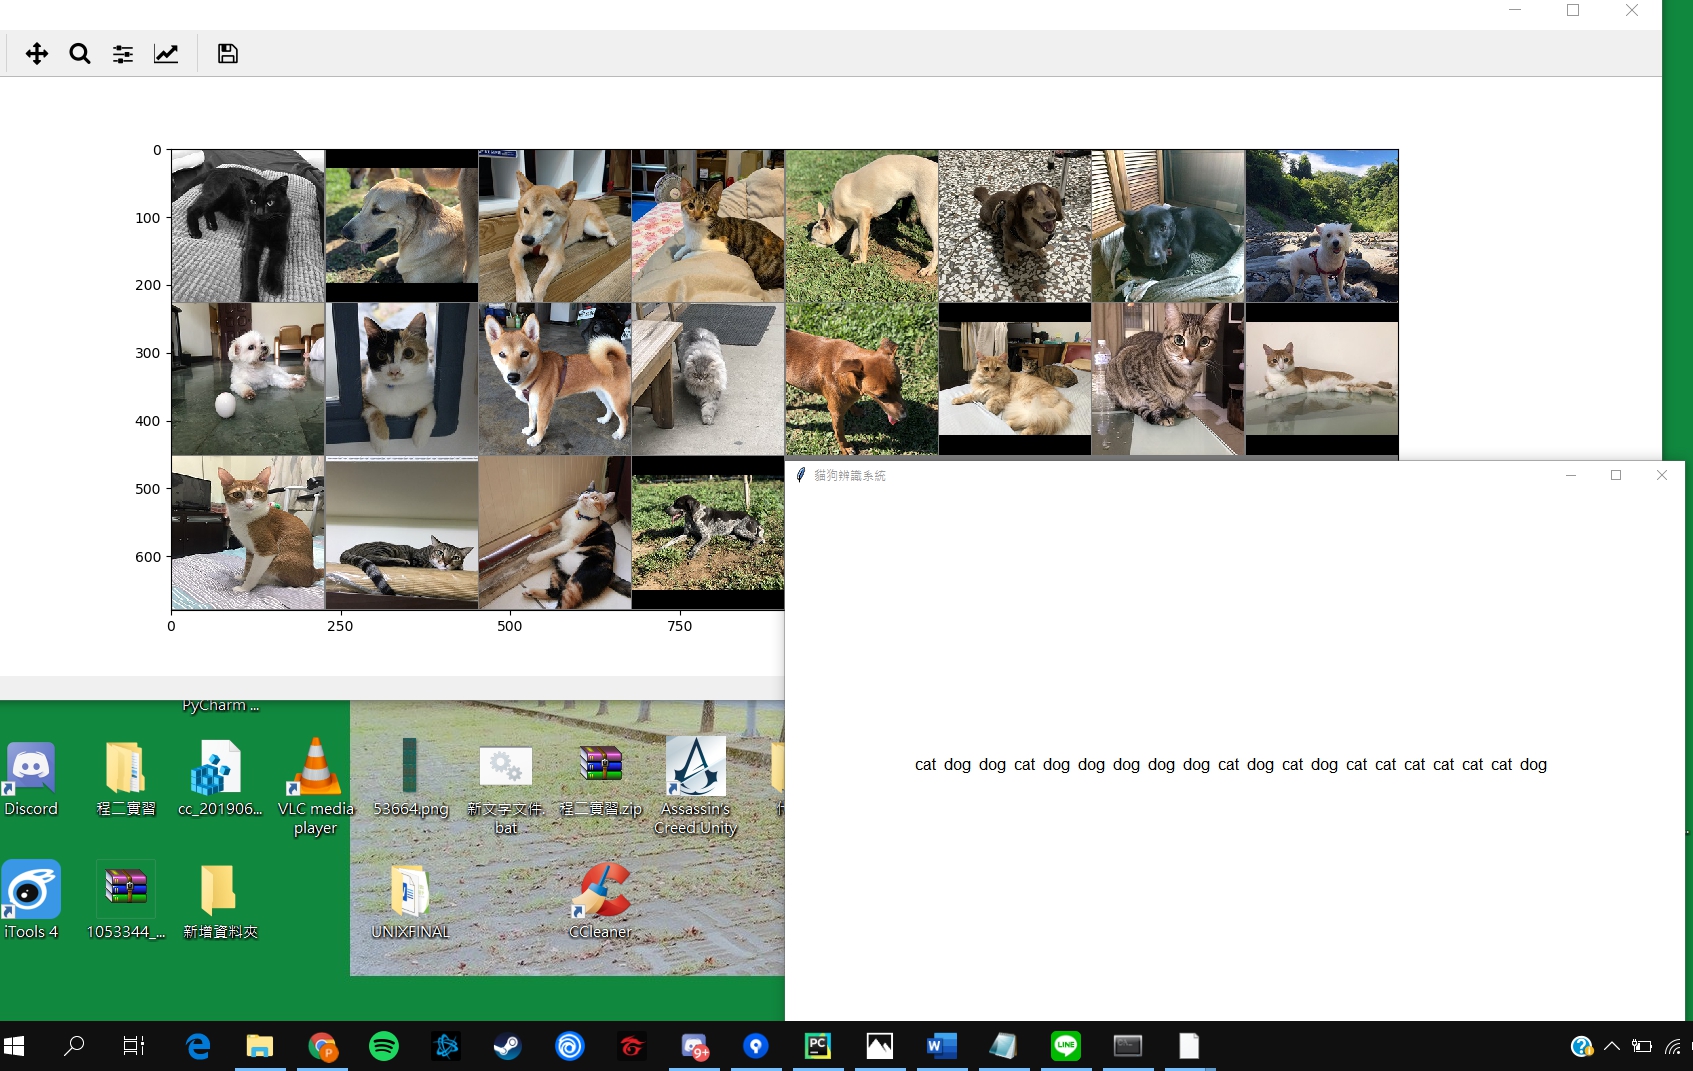 0
100
200
300
400
500
600
0 250 500 750
貓狗辨識系統
cat dog dog cat dog dog dog dog dog cat dog cat dog cat cat cat cat cat cat dog
PyCharm ...
Discord
程二實習
cc_201906...
VLC media
player
53664.png
新文字文件.
bat
程二實習.zip
Assassin's
Creed Unity
iTools 4
1053344_...
新增資料夾
UNIXFINAL
CCleaner
P
9+
PC
W
LINE